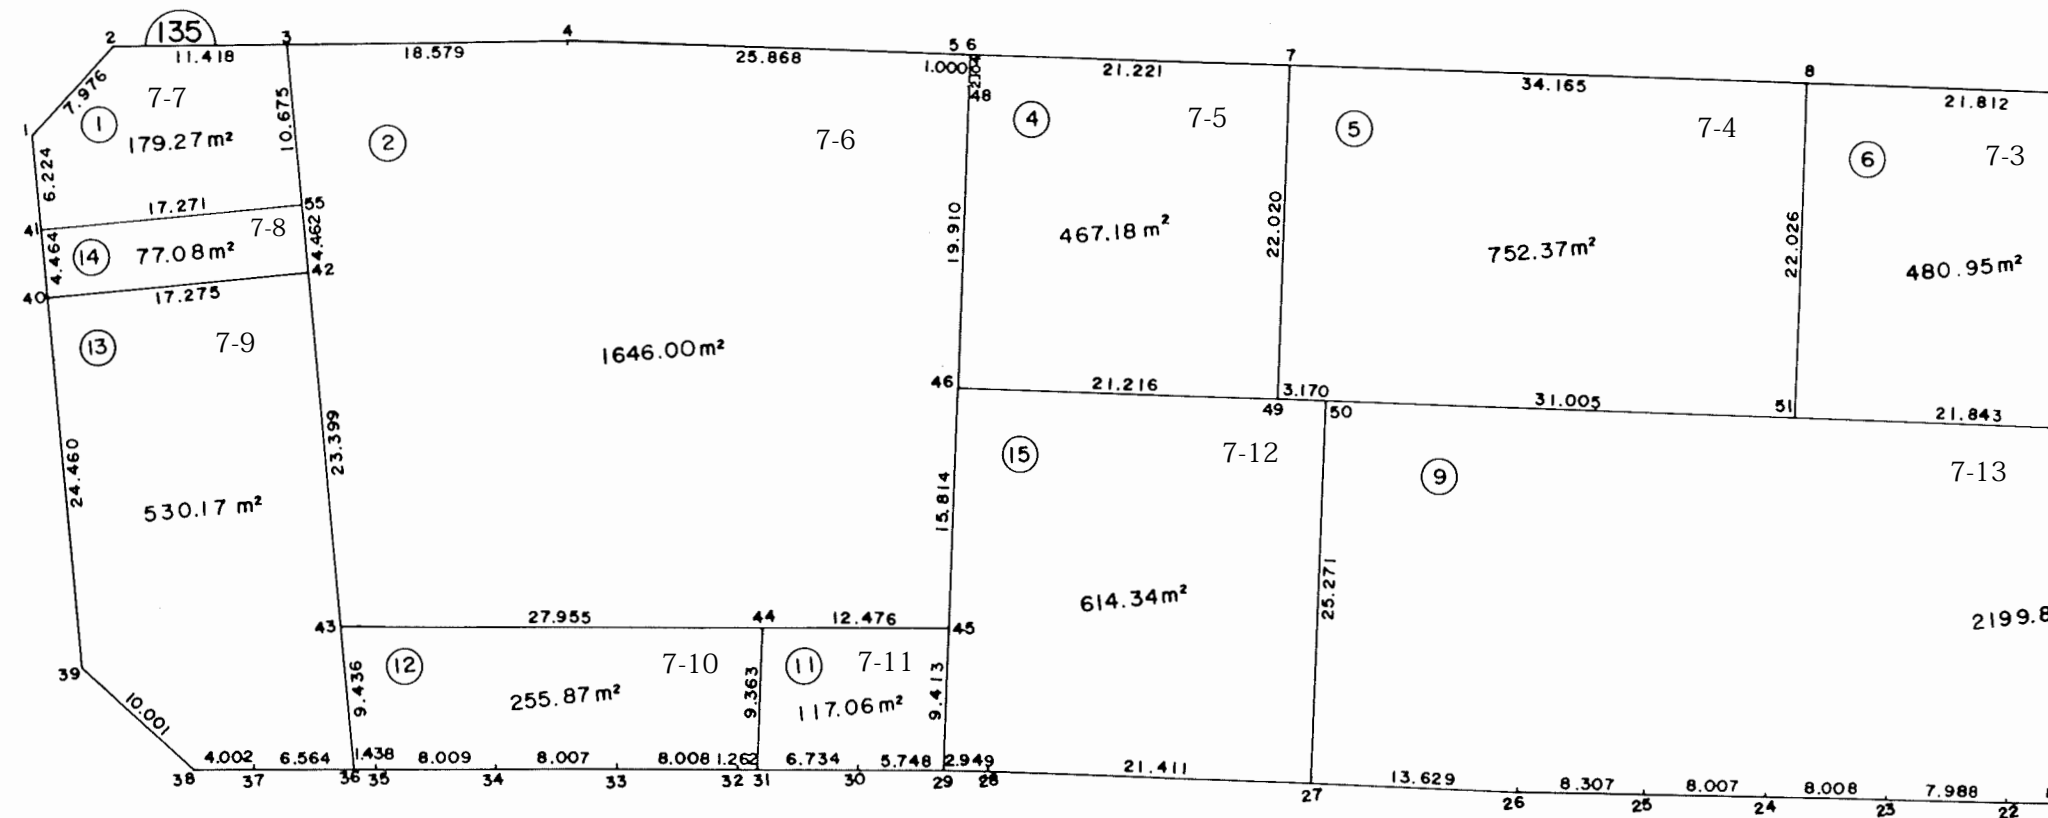 135
2 3 4 5 6 7 8
11.418 18.579 25.868 1.000 21.221 34.165 21.812
7.976 7-7 10.675 48
1 ① 179.27m² ② 7-6 ④ 7-5 ⑤ 7-4 ⑥ 7-3
6.224
17.271 55
41 7-8 4.462 19.910 467.18m² 22.020 752.37m² 22.026 480.95m²
4.464 ⑭ 77.08m² 42
40 17.275
⑬ 7-9 1646.00m²
46 21.216 3.170 31.005 51 21.843
49 50
24.460 23.399 ⑮ 7-12 ⑨ 7-13
530.17m² 15.814
614.34m² 25.271 2199.8
43 27.955 44 12.476 45
39 ⑫ 7-10 ⑪ 7-11
10.001 9.436 255.87m² 9.363 117.06m² 9.413
4.002 6.564 1.438 8.009 8.007 8.008 1.262 6.734 5.748 2.949 21.411 13.629 8.307 8.007 8.008 7.988
38 37 36 35 34 33 32 31 30 29 28 27 26 25 24 23 22